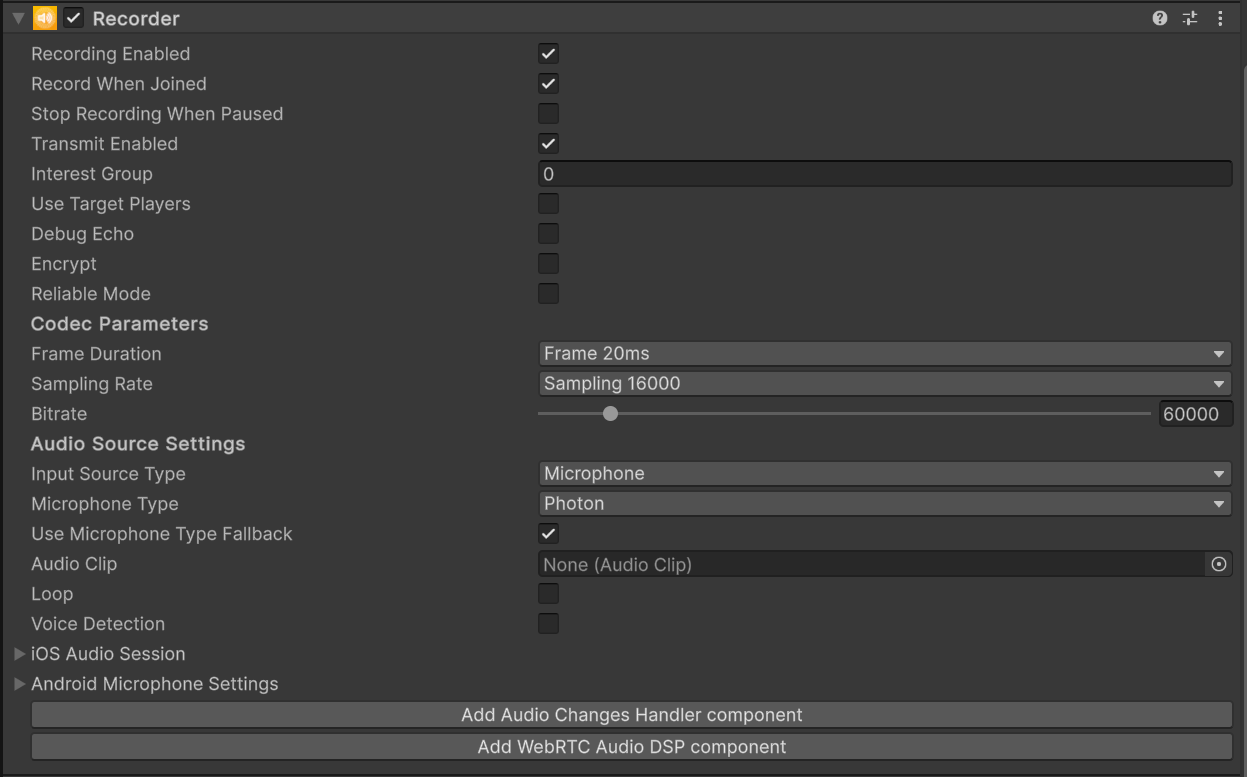 Recorder
Recording Enabled
Record When Joined
Stop Recording When Paused
Transmit Enabled
Interest Group 0
Use Target Players
Debug Echo
Encrypt
Reliable Mode
Codec Parameters
Frame Duration Frame 20ms
Sampling Rate Sampling 16000
Bitrate 60000
Audio Source Settings
Input Source Type Microphone
Microphone Type Photon
Use Microphone Type Fallback
Audio Clip None (Audio Clip)
Loop
Voice Detection
iOS Audio Session
Android Microphone Settings
Add Audio Changes Handler component
Add WebRTC Audio DSP component